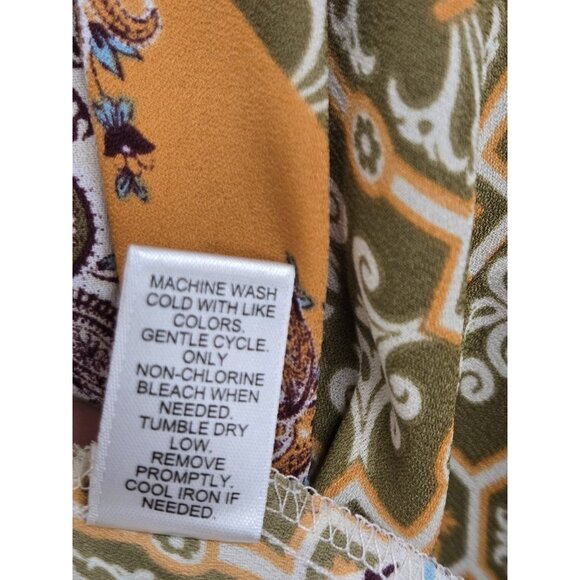 MACHINE WASH
COLD WITH LIKE
COLORS.
GENTLE CYCLE.
ONLY
NON-CHLORINE
BLEACH WHEN
NEEDED.
TUMBLE DRY
LOW.
REMOVE
PROMPTLY.
COOL IRON IF
NEEDED.